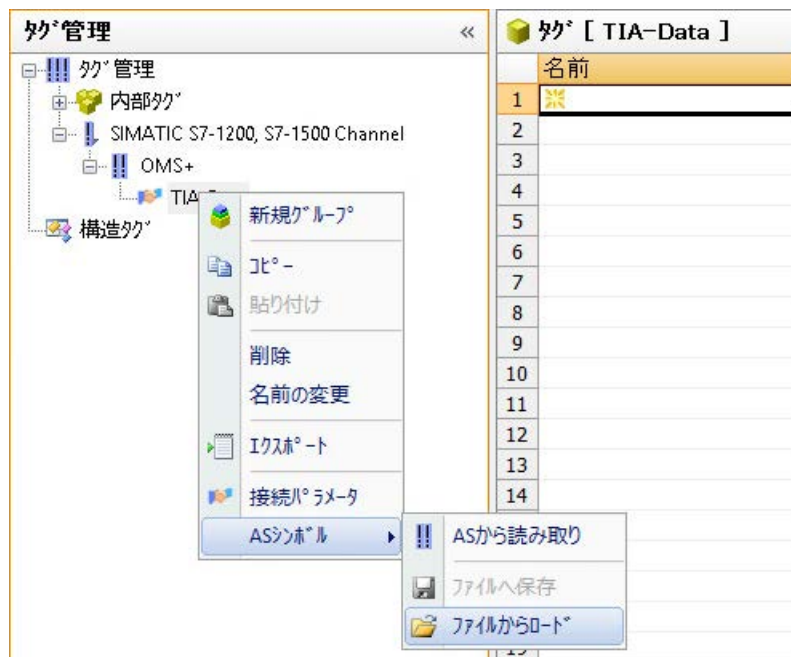 ﾀｸﾞ管理
«
ﾀｸﾞ [ TIA-Data ]
ﾀｸﾞ管理
内部ﾀｸﾞ
SIMATIC S7-1200, S7-1500 Channel
OMS+
TIA
構造ﾀｸﾞ
新規ｸﾞﾙｰﾌﾟ
ｺﾋﾟｰ
貼り付け
削除
名前の変更
ｴｸｽﾎﾟｰﾄ
接続ﾊﾟﾗﾒｰﾀ
ASｼﾝﾎﾞﾙ
ASから読み取り
ﾌｧｲﾙへ保存
ﾌｧｲﾙからﾛｰﾄﾞ
名前
1
2
3
4
5
6
7
8
9
10
11
12
13
14